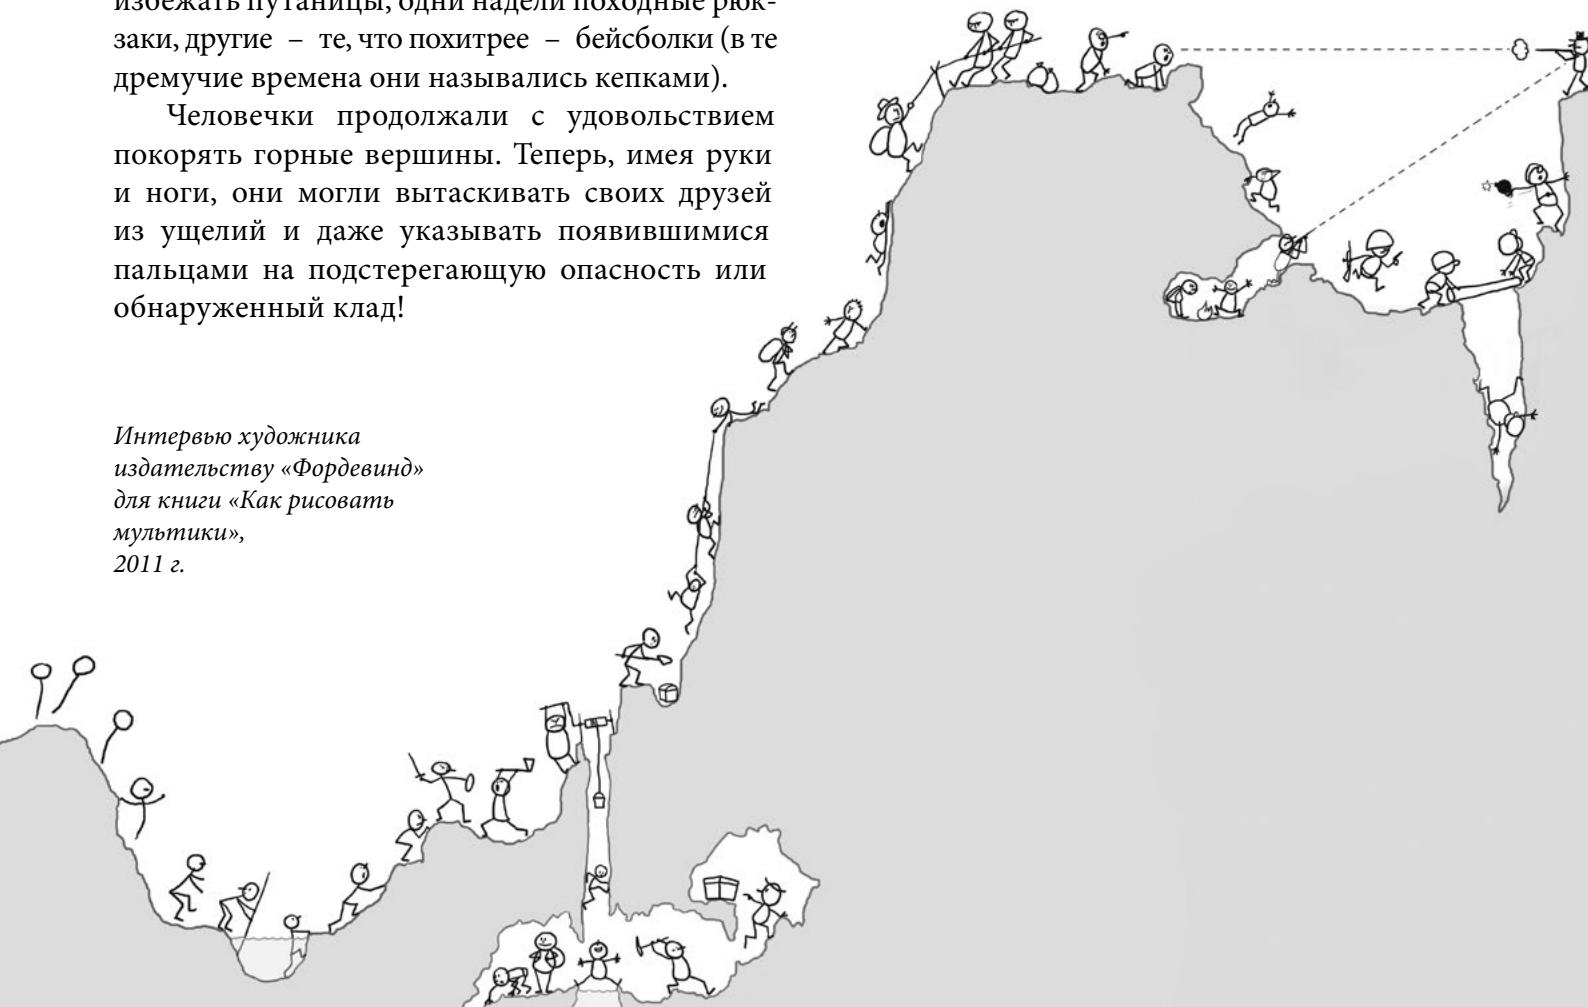 избежать путаницы, одни надели походные рюк-
заки, другие – те, что похитрее – бейсболки (в те
дремучие времена они назывались кепками).
Человечки продолжали с удовольствием
покорять горные вершины. Теперь, имея руки
и ноги, они могли вытаскивать своих друзей
из ущелий и даже указывать появившимися
пальцами на подстерегающую опасность или
обнаруженный клад!
Интервью художника
издательству «Фордевинд»
для книги «Как рисовать
мультики»,
2011 г.